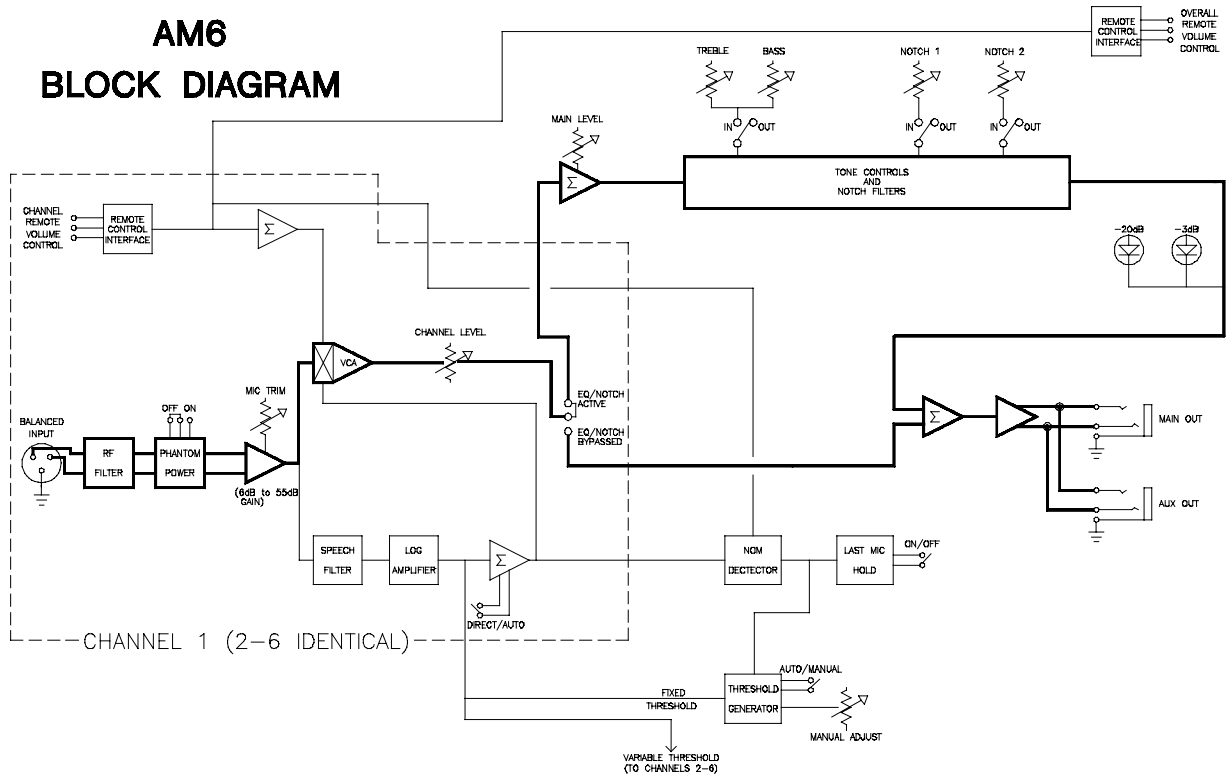 AM6
BLOCK DIAGRAM
REMOTE
CONTROL
INTERFACE
OVERALL
REMOTE
VOLUME
CONTROL
TREBLE
BASS
NOTCH 1
NOTCH 2
IN
OUT
IN
OUT
IN
OUT
MAIN LEVEL
Σ
TONE CONTROLS
AND
NOTCH FILTERS
CHANNEL
REMOTE
VOLUME
CONTROL
REMOTE
CONTROL
INTERFACE
Σ
-20dB
-3dB
CHANNEL LEVEL
VCA
MIC TRIM
EQ/NOTCH
ACTIVE
EQ/NOTCH
BYPASSED
OFF ON
BALANCED
INPUT
RF
FILTER
PHANTOM
POWER
(6dB to 55dB
GAIN)
Σ
MAIN OUT
AUX OUT
SPEECH
FILTER
LOG
AMPLIFIER
Σ
DIRECT/AUTO
NOM
DECTECTOR
LAST MIC
HOLD
ON/OFF
CHANNEL 1 (2-6 IDENTICAL)
FIXED
THRESHOLD
THRESHOLD
GENERATOR
AUTO/MANUAL
MANUAL ADJUST
VARIABLE THRESHOLD
(TO CHANNELS 2-6)